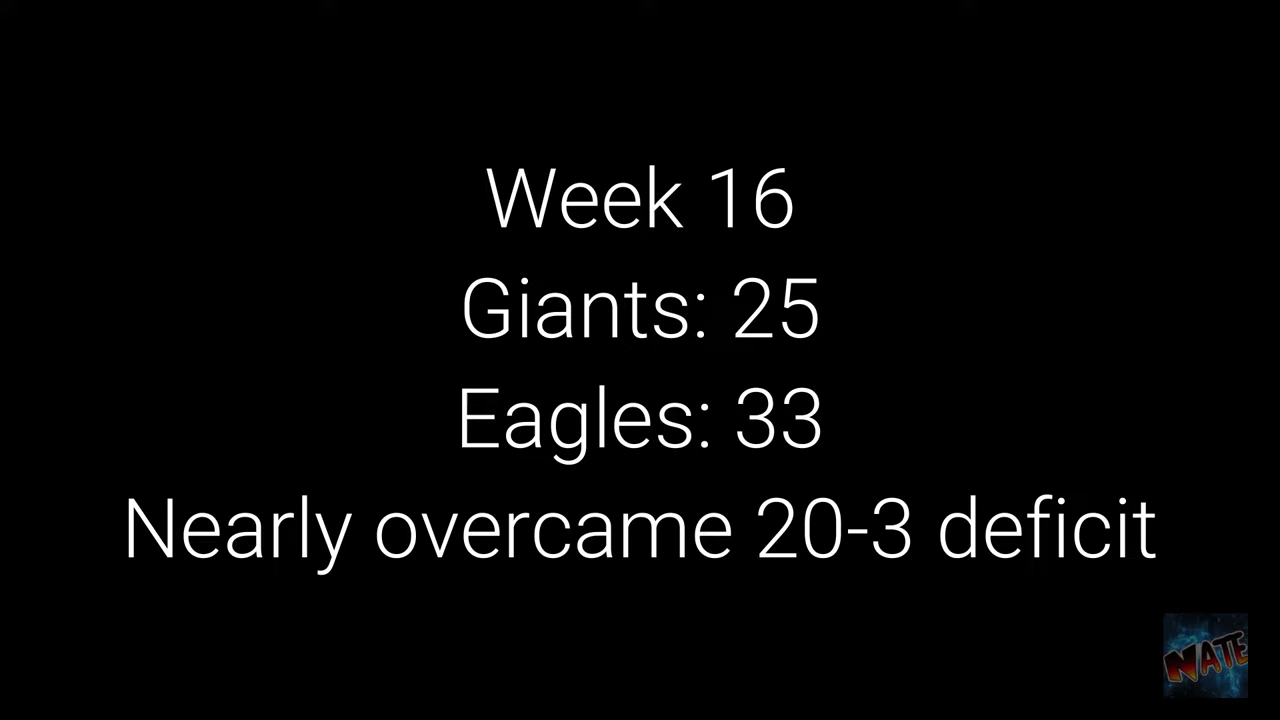 Week 16
Giants: 25
Eagles: 33
Nearly overcame 20-3 deficit
NATE